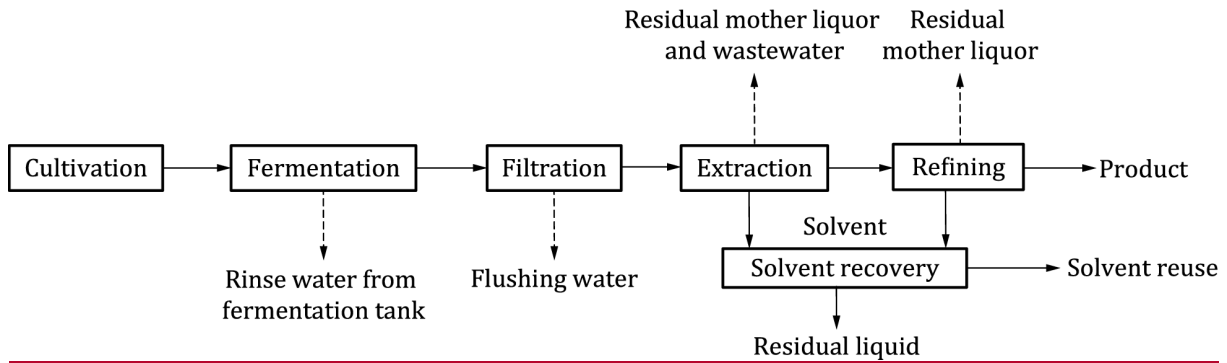 Residual mother liquor
and wastewater
Residual
mother liquor
Cultivation
Fermentation
Filtration
Extraction
Refining
Product
Solvent
Rinse water from
fermentation tank
Flushing water
Solvent recovery
Solvent reuse
Residual liquid